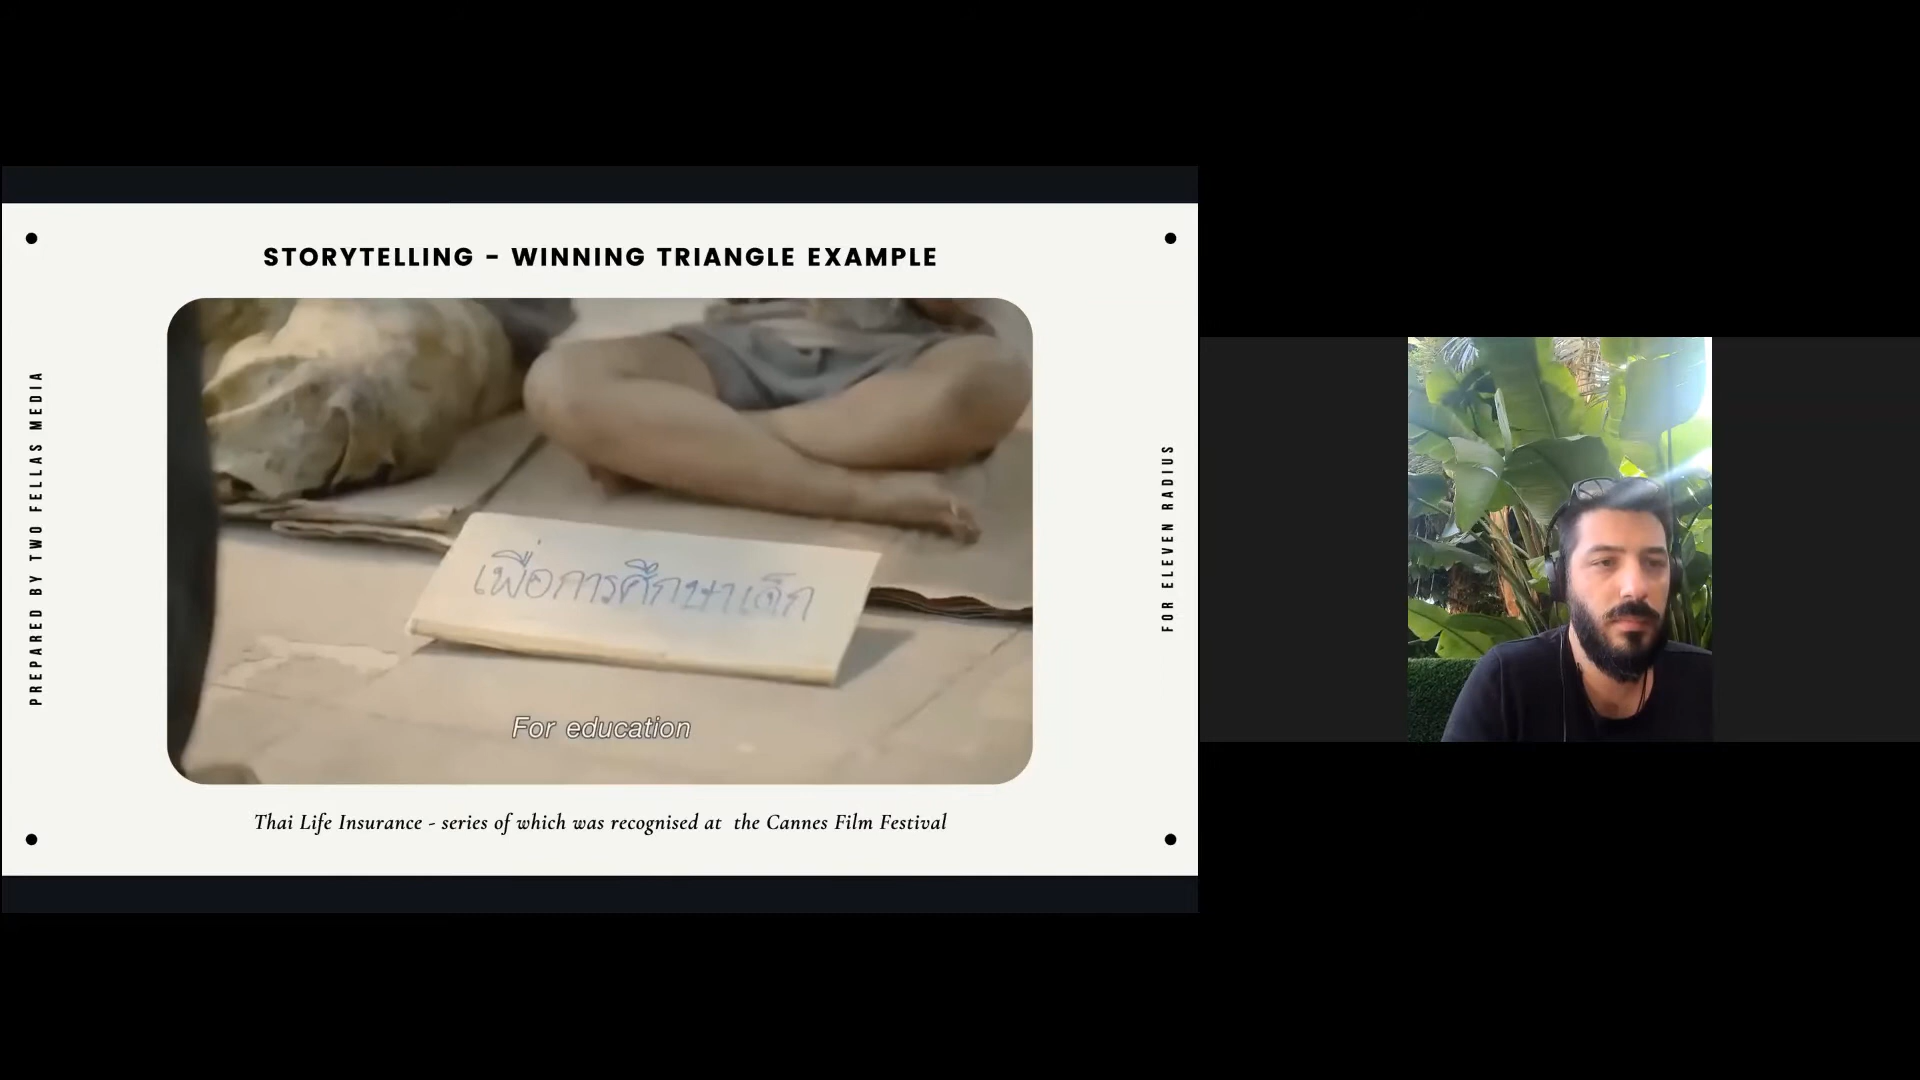 STORYTELLING - WINNING TRIANGLE EXAMPLE
PREPARED BY TWO FELLAS MEDIA
เพื่อการศึกษาเด็ก
For education
FOR ELEVEN RADIUS
Thai Life Insurance - series of which was recognised at the Cannes Film Festival